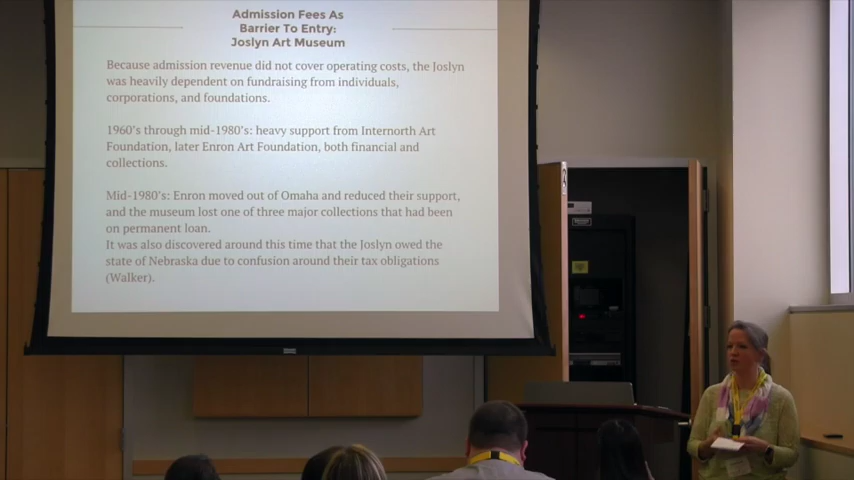 Admission Fees As
Barrier To Entry:
Joslyn Art Museum
Because admission revenue did not cover operating costs, the Joslyn
was heavily dependent on fundraising from individuals,
corporations, and foundations.
1960's through mid-1980's: heavy support from Internorth Art
Foundation, later Enron Art Foundation, both financial and
collections.
Mid-1980's: Enron moved out of Omaha and reduced their support,
and the museum lost one of three major collections that had been
on permanent loan.
It was also discovered around this time that the Joslyn owed the
state of Nebraska due to confusion around their tax obligations
(Walker).